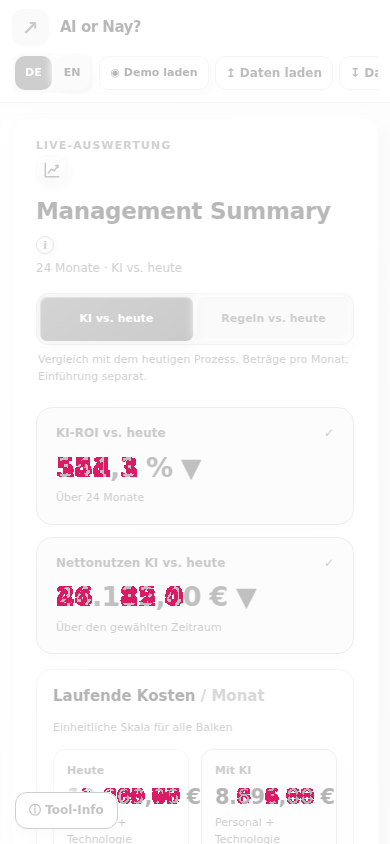 AI or Nay?
DE EN Demo laden Daten laden
LIVE-AUSWERTUNG
Management Summary
24 Monate · KI vs. heute
KI vs. heute Regeln vs. heute
Vergleich mit dem heutigen Prozess. Beträge pro Monat;
Einführung separat.
KI-ROI vs. heute ✓
% ▼
Über 24 Monate
Nettonutzen KI vs. heute ✓
€ ▼
Über den gewählten Zeitraum
Laufende Kosten / Monat
Einheitliche Skala für alle Balken
Heute Mit KI
€ €
ⓘ Tool-Info + Personal +
Technologie Technologie